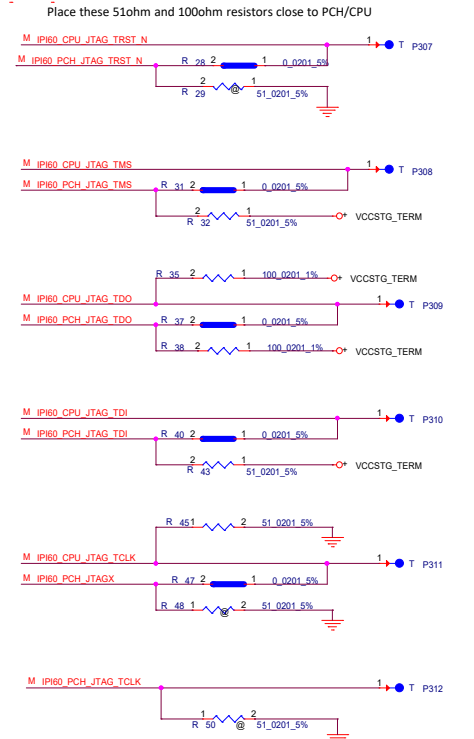 Place these 51ohm and 100ohm resistors close to PCH/CPU
M IPI60_CPU_JTAG_TRST_N 1 T P307
M IPI60_PCH_JTAG_TRST_N R 28 2 1 0_0201_5%
R 29 2 @ 1 51_0201_5%
M IPI60_CPU_JTAG_TMS 1 T P308
M IPI60_PCH_JTAG_TMS R 31 2 1 0_0201_5%
R 32 2 1 51_0201_5% + VCCSTG_TERM
R 35 2 1 100_0201_1% + VCCSTG_TERM
M IPI60_CPU_JTAG_TDO 1 T P309
M IPI60_PCH_JTAG_TDO R 37 2 1 0_0201_5%
R 38 2 1 100_0201_1% + VCCSTG_TERM
M IPI60_CPU_JTAG_TDI 1 T P310
M IPI60_PCH_JTAG_TDI R 40 2 1 0_0201_5%
R 43 2 1 51_0201_5% + VCCSTG_TERM
R 45 1 2 51_0201_5%
M IPI60_CPU_JTAG_TCLK 1 T P311
M IPI60_PCH_JTAGX R 47 2 1 0_0201_5%
R 48 1 @ 2 51_0201_5%
M IPI60_PCH_JTAG_TCLK 1 T P312
R 50 1 @ 2 51_0201_5%